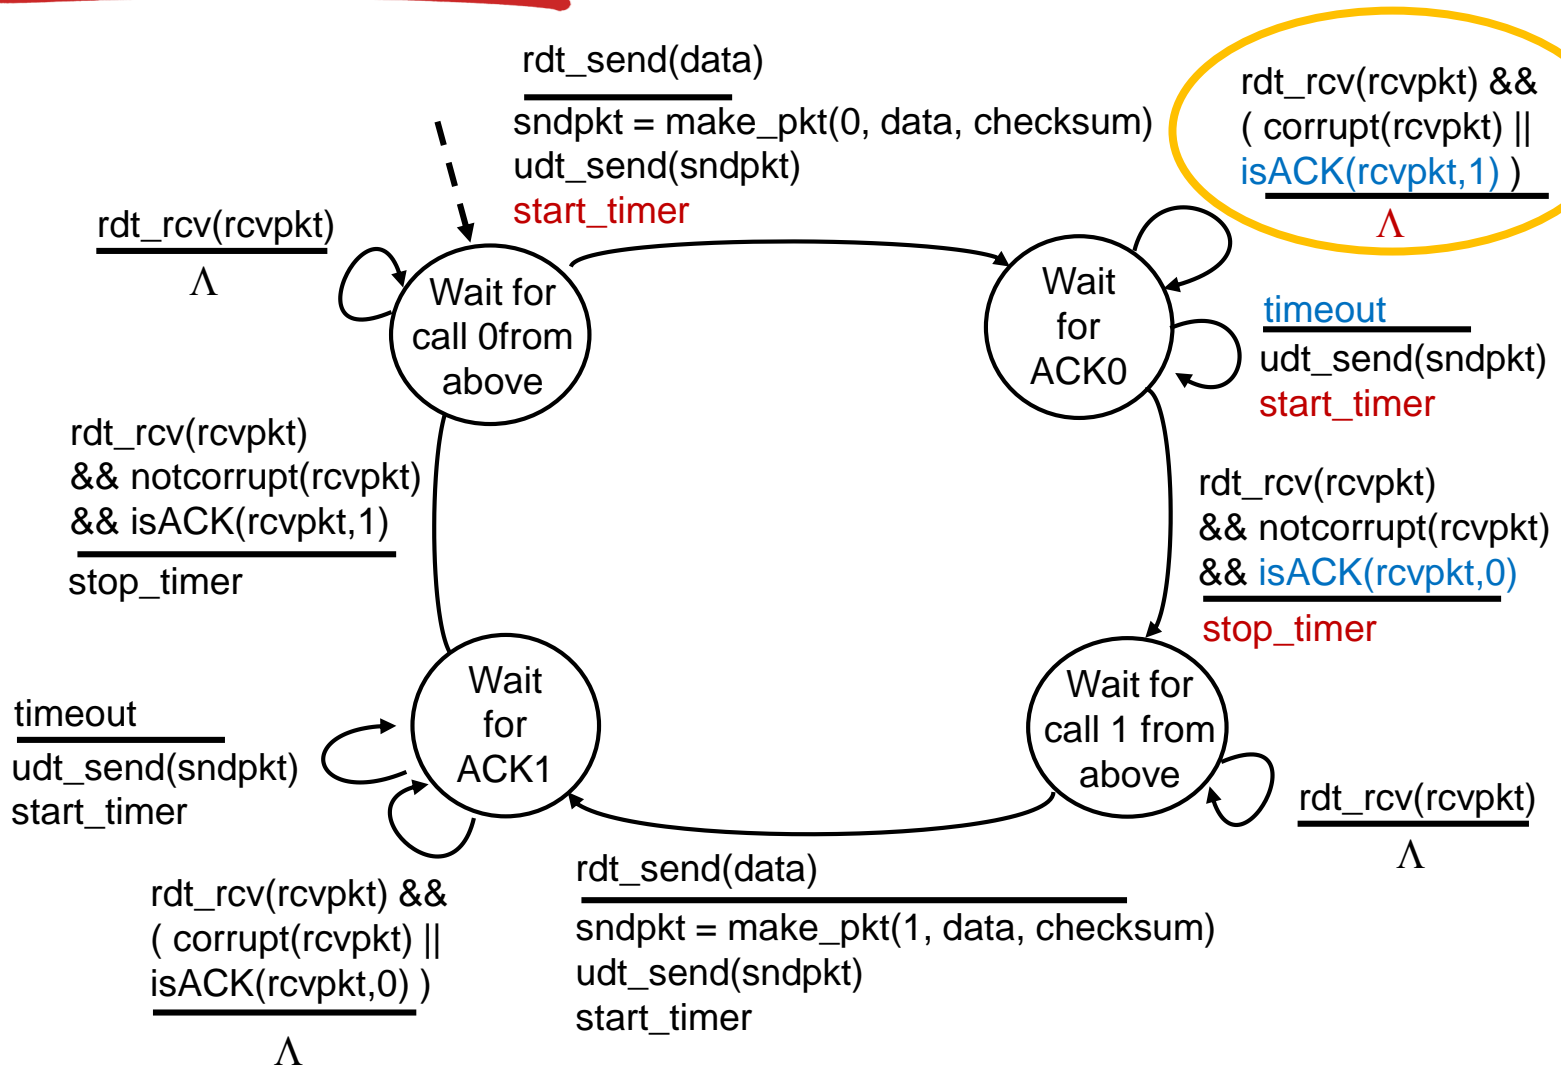 rdt_send(data)
sndpkt = make_pkt(0, data, checksum)
udt_send(sndpkt)
start_timer
rdt_rcv(rcvpkt) &&
( corrupt(rcvpkt) ||
isACK(rcvpkt,1) )
Λ
rdt_rcv(rcvpkt)
Λ
Wait for
call 0from
above
Wait
for
ACK0
timeout
udt_send(sndpkt)
start_timer
rdt_rcv(rcvpkt)
&& notcorrupt(rcvpkt)
&& isACK(rcvpkt,1)
stop_timer
rdt_rcv(rcvpkt)
&& notcorrupt(rcvpkt)
&& isACK(rcvpkt,0)
stop_timer
Wait
for
ACK1
Wait for
call 1 from
above
timeout
udt_send(sndpkt)
start_timer
rdt_rcv(rcvpkt)
Λ
rdt_rcv(rcvpkt) &&
( corrupt(rcvpkt) ||
isACK(rcvpkt,0) )
Λ
rdt_send(data)
sndpkt = make_pkt(1, data, checksum)
udt_send(sndpkt)
start_timer